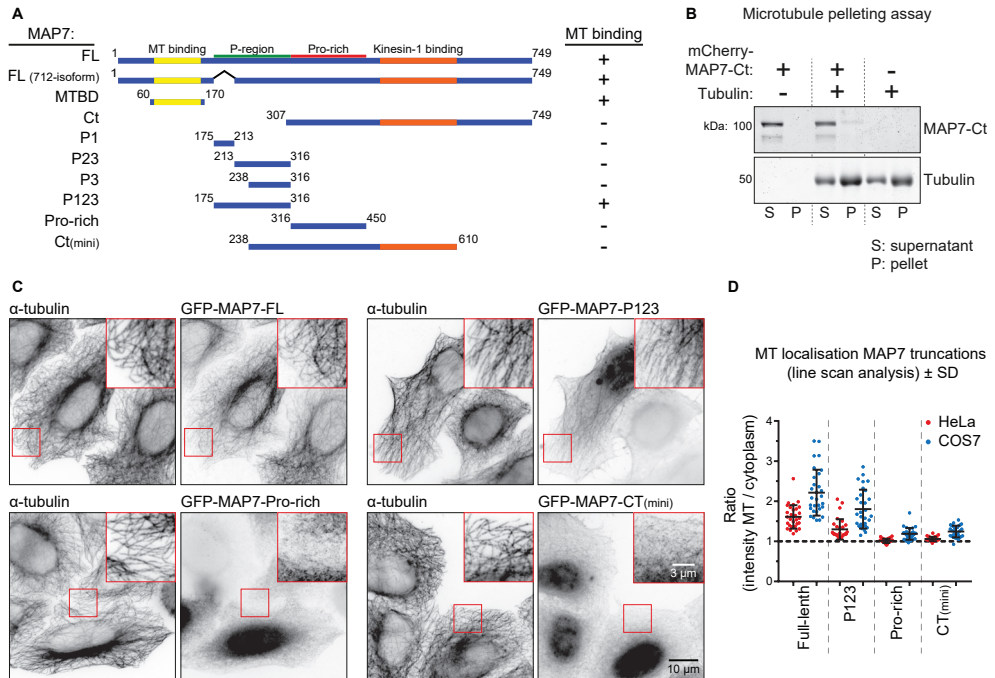 A
MAP7: MT binding
1 MT binding P-region Pro-rich Kinesin-1 binding 749
FL +
FL (712-isoform) 1 749 +
MTBD 60 170 +
Ct 307 749 -
P1 175 213 -
P23 213 316 -
P3 238 316 -
P123 175 316 +
Pro-rich 316 450 -
Ct(mini) 238 610 -
B Microtubule pelleting assay
mCherry-
MAP7-Ct: + + -
Tubulin: - + +
kDa: 100 MAP7-Ct
50 Tubulin
S P S P S P
S: supernatant
P: pellet
C
α-tubulin GFP-MAP7-FL α-tubulin GFP-MAP7-P123
α-tubulin GFP-MAP7-Pro-rich α-tubulin GFP-MAP7-CT(mini)
3 µm
10 µm
D
MT localisation MAP7 truncations
(line scan analysis) ± SD
HeLa
COS7
Ratio
(intensity MT / cytoplasm)
4
3
2
1
0
Full-lenth P123 Pro-rich CT(mini)